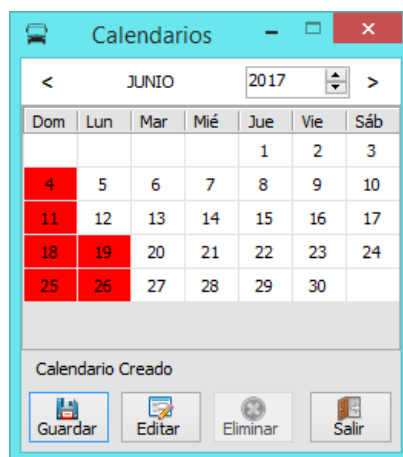 Calendarios
< JUNIO 2017 >
Dom Lun Mar Mié Jue Vie Sáb
1 2 3
4 5 6 7 8 9 10
11 12 13 14 15 16 17
18 19 20 21 22 23 24
25 26 27 28 29 30
Calendario Creado
Guardar Editar Eliminar Salir